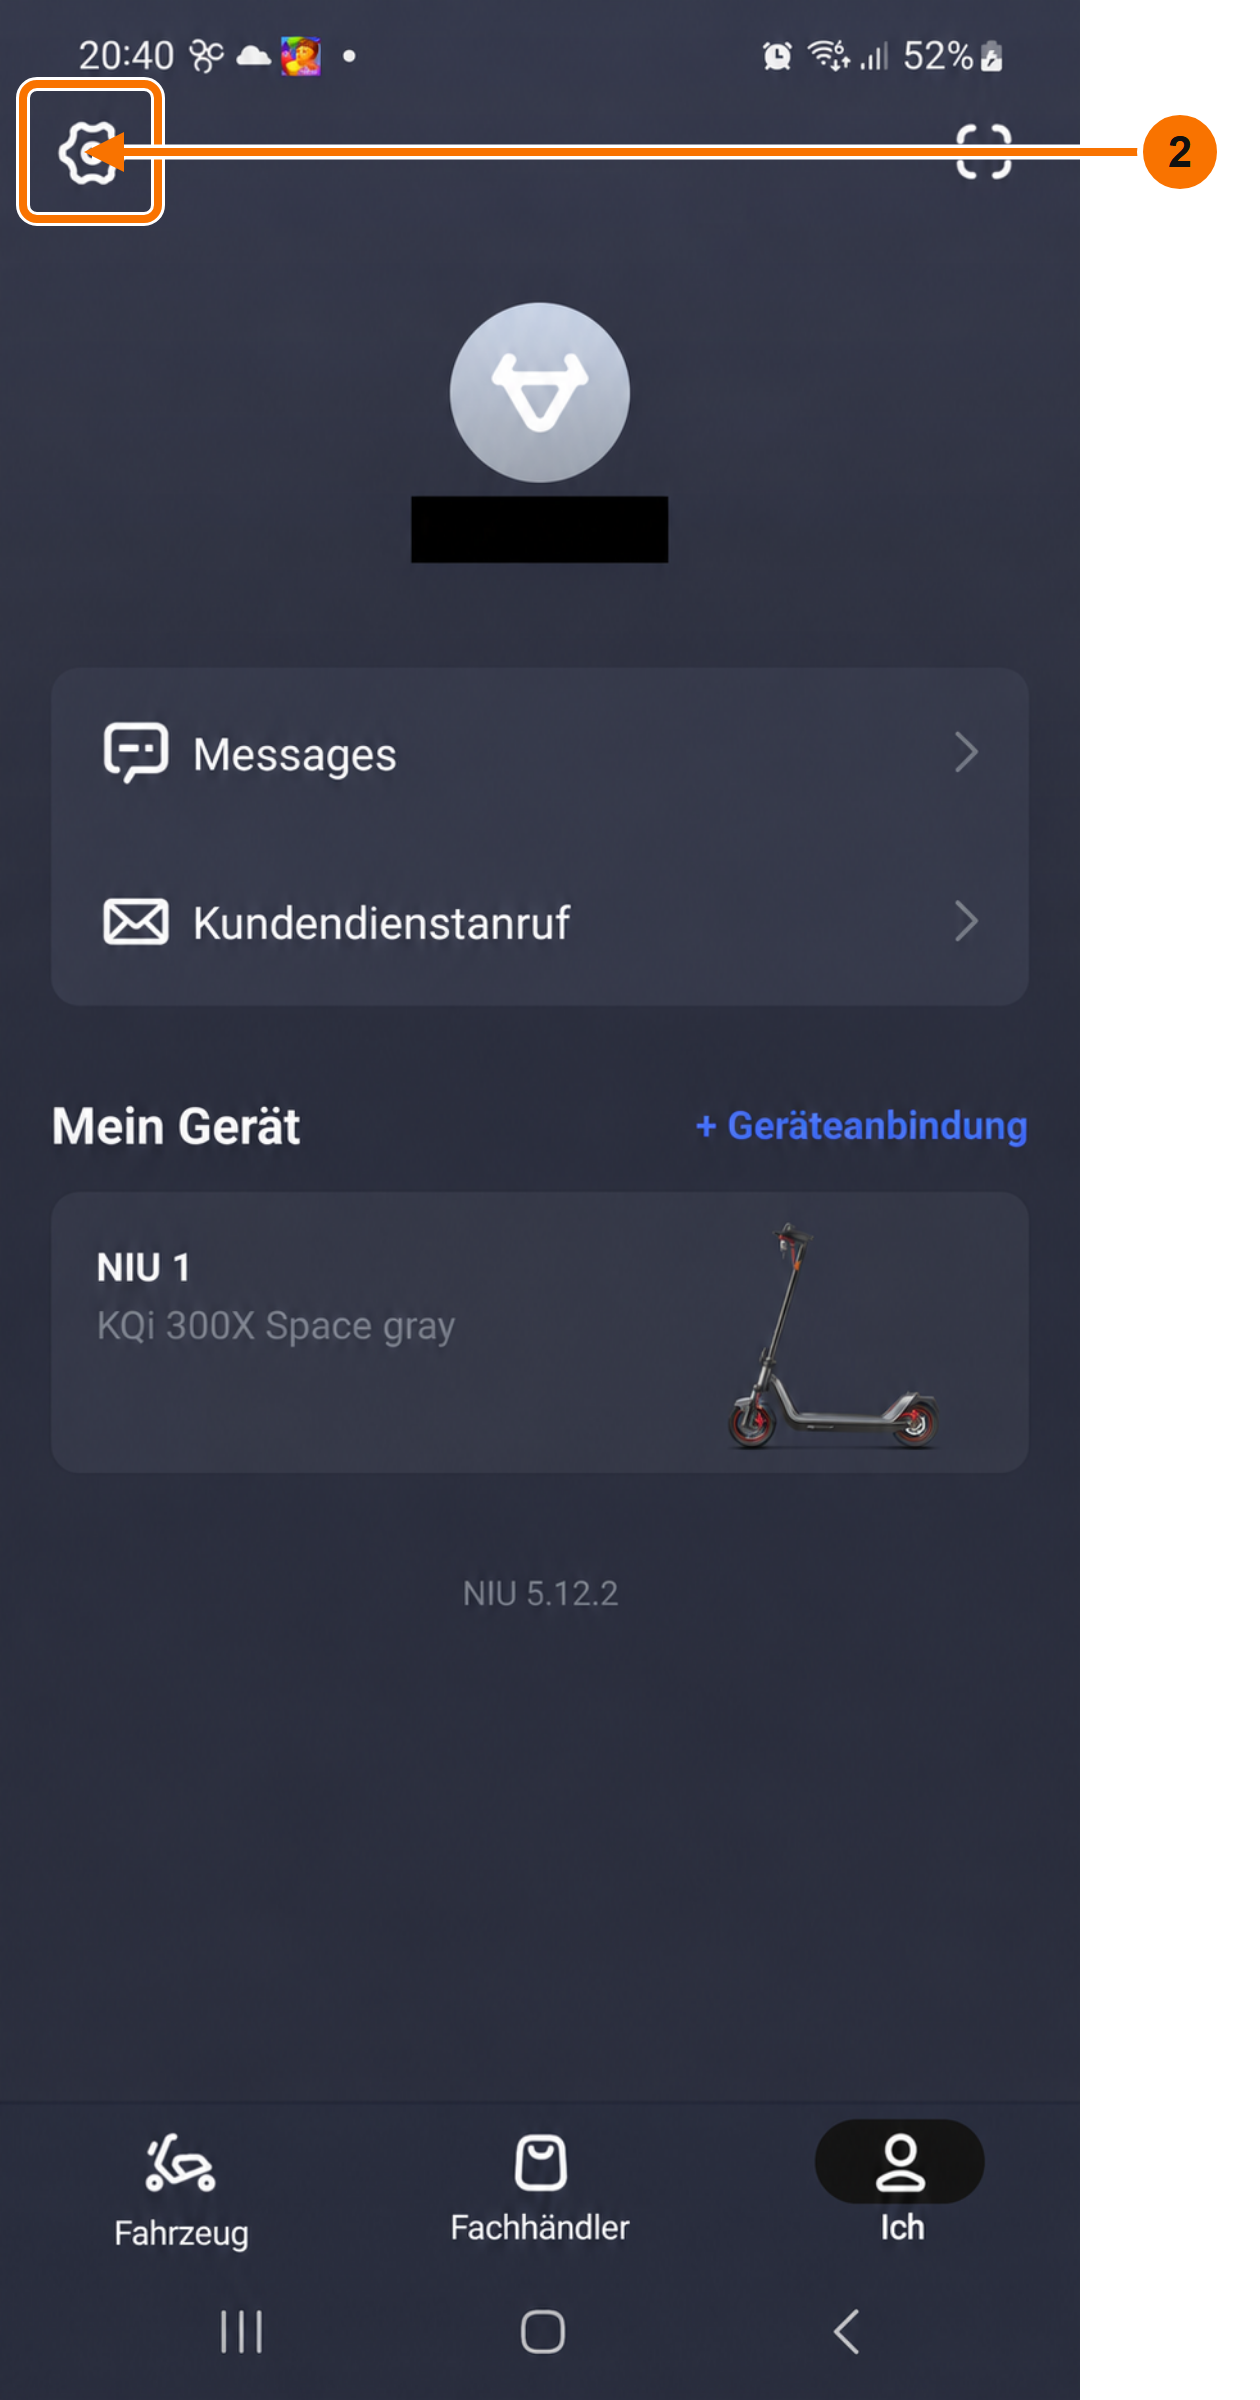 20:40
52%
2
Messages
Kundendienstanruf
Mein Gerät
+ Geräteanbindung
NIU 1
KQi 300X Space gray
NIU 5.12.2
Fahrzeug
Fachhändler
Ich